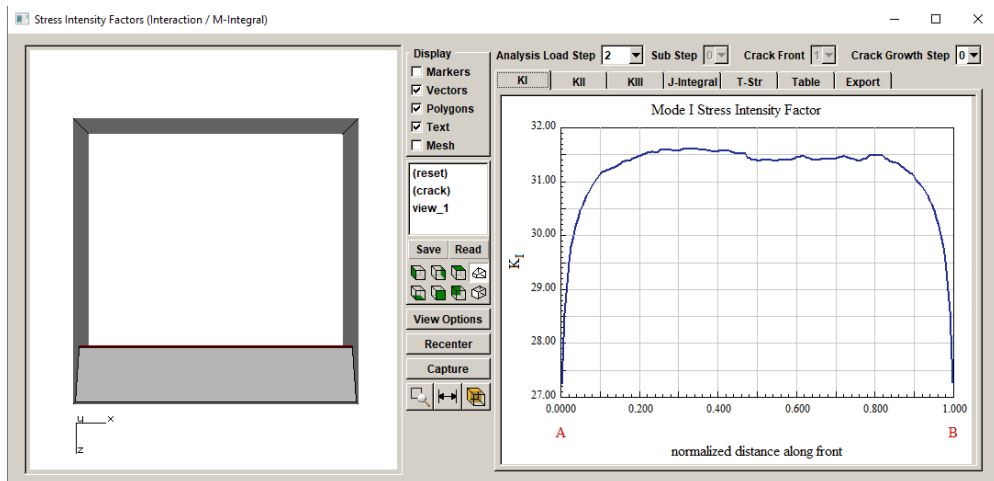 Stress Intensity Factors (Interaction / M-Integral)
Display
Markers
Vectors
Polygons
Text
Mesh
(reset)
(crack)
view_1
Save Read
View Options
Recenter
Capture
u x
z
Analysis Load Step 2 Sub Step 0 Crack Front 1 Crack Growth Step 0
KI KII KIII J-Integral T-Str Table Export
Mode I Stress Intensity Factor
32.00
31.00
30.00
29.00
28.00
27.00
KI
0.0000 0.200 0.400 0.600 0.800 1.000
A B
normalized distance along front